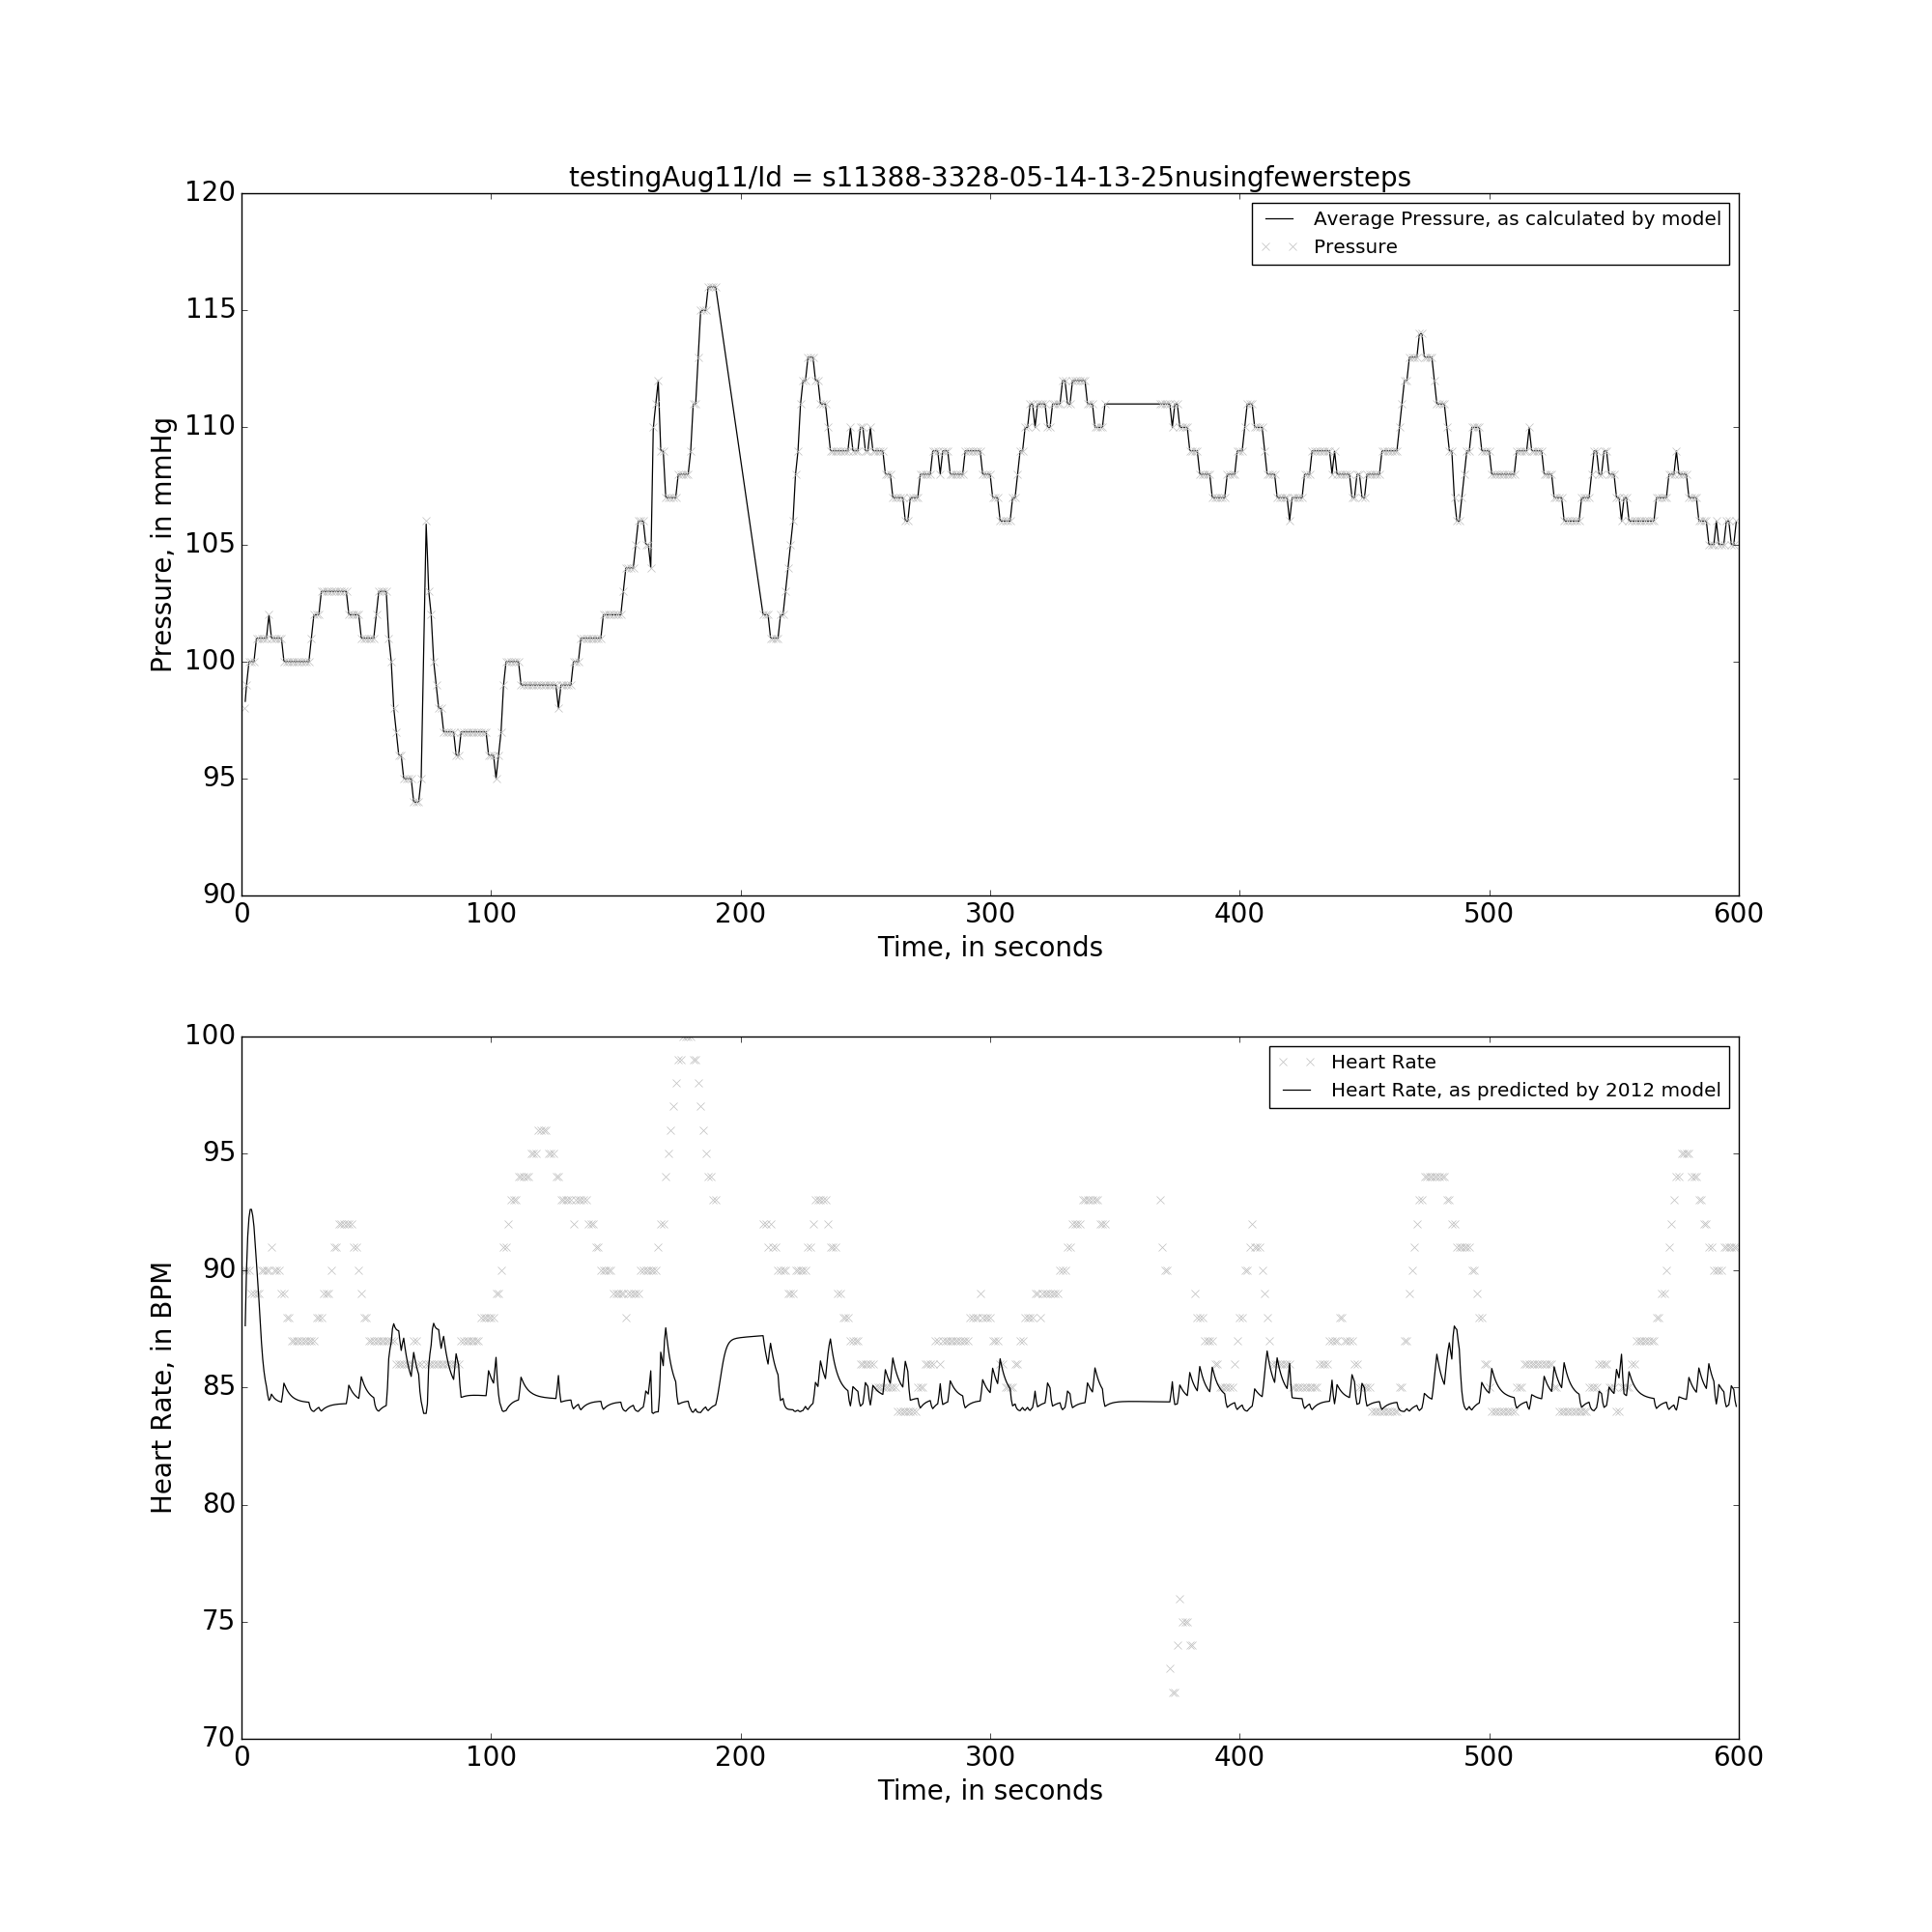 testingAug11/Id = s11388-3328-05-14-13-25nusingfewersteps
120
115
110
105
100
95
90
Pressure, in mmHg
Average Pressure, as calculated by model
Pressure
0 100 200 300 400 500 600
Time, in seconds
100
95
90
85
80
75
70
Heart Rate, in BPM
Heart Rate
Heart Rate, as predicted by 2012 model
0 100 200 300 400 500 600
Time, in seconds